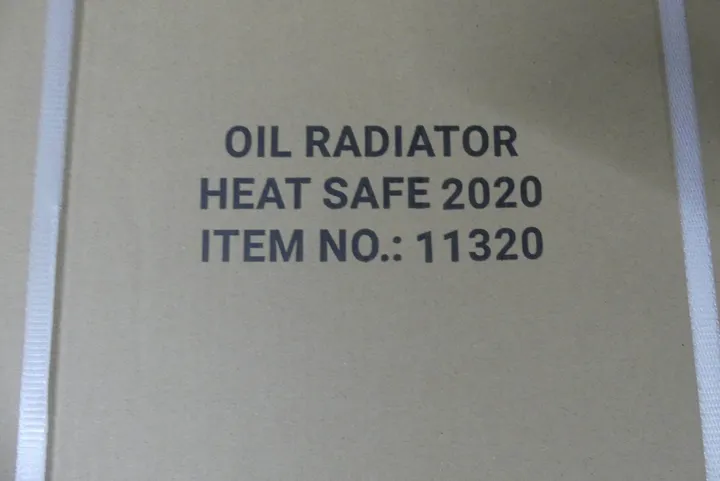 OIL RADIATOR
HEAT SAFE 2020
ITEM NO.: 11320